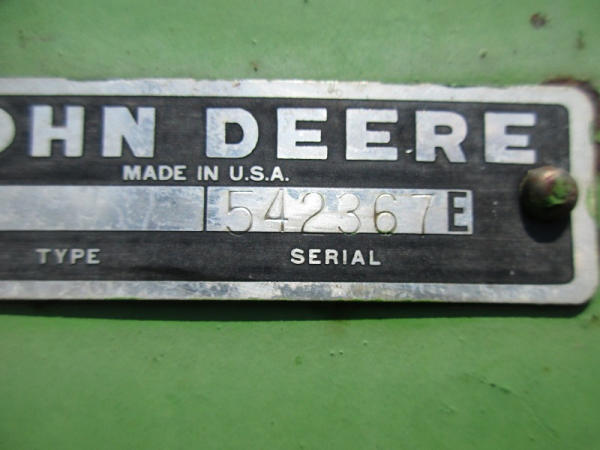 OHN DEERE
MADE IN U.S.A.
542367E
TYPE SERIAL